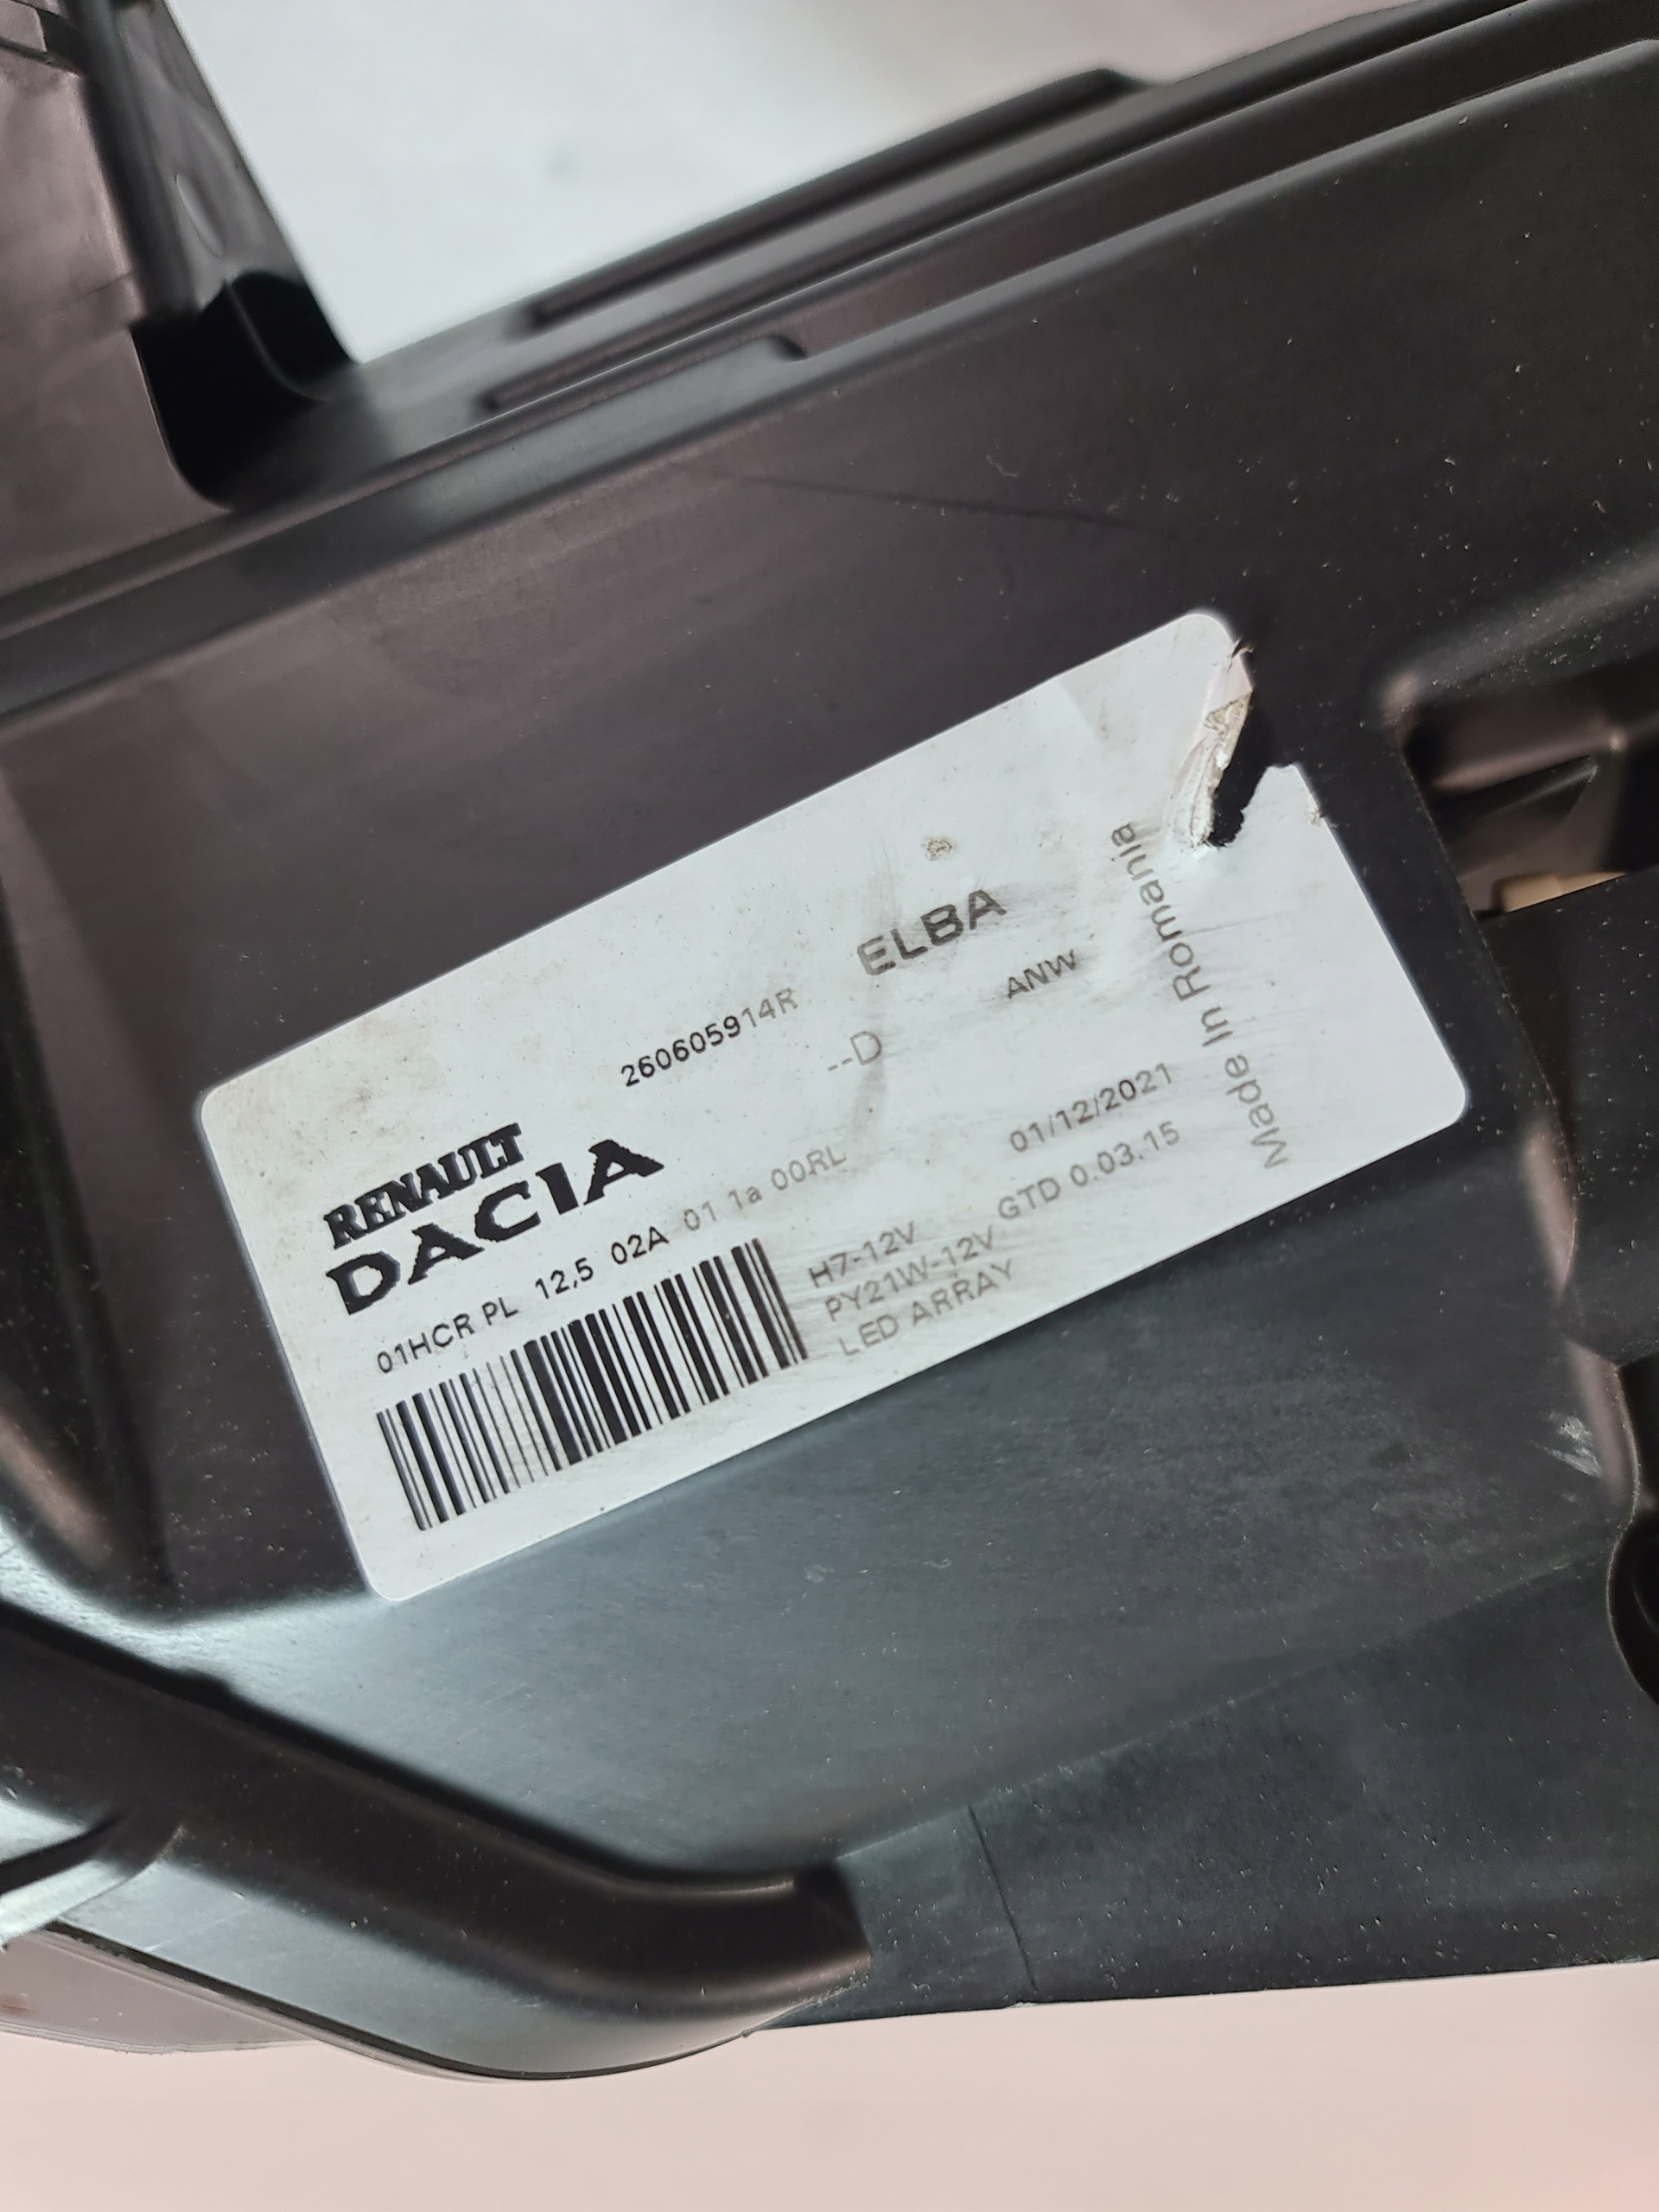 260605914R
ELBA
--D
ANW
RENAULT
DACIA
01HCR PL 12,5 02A 01 1a 00RL
01/12/2021
H7-12V
PY21W-12V GTD 0.03.15
LED ARRAY
Made In Romania